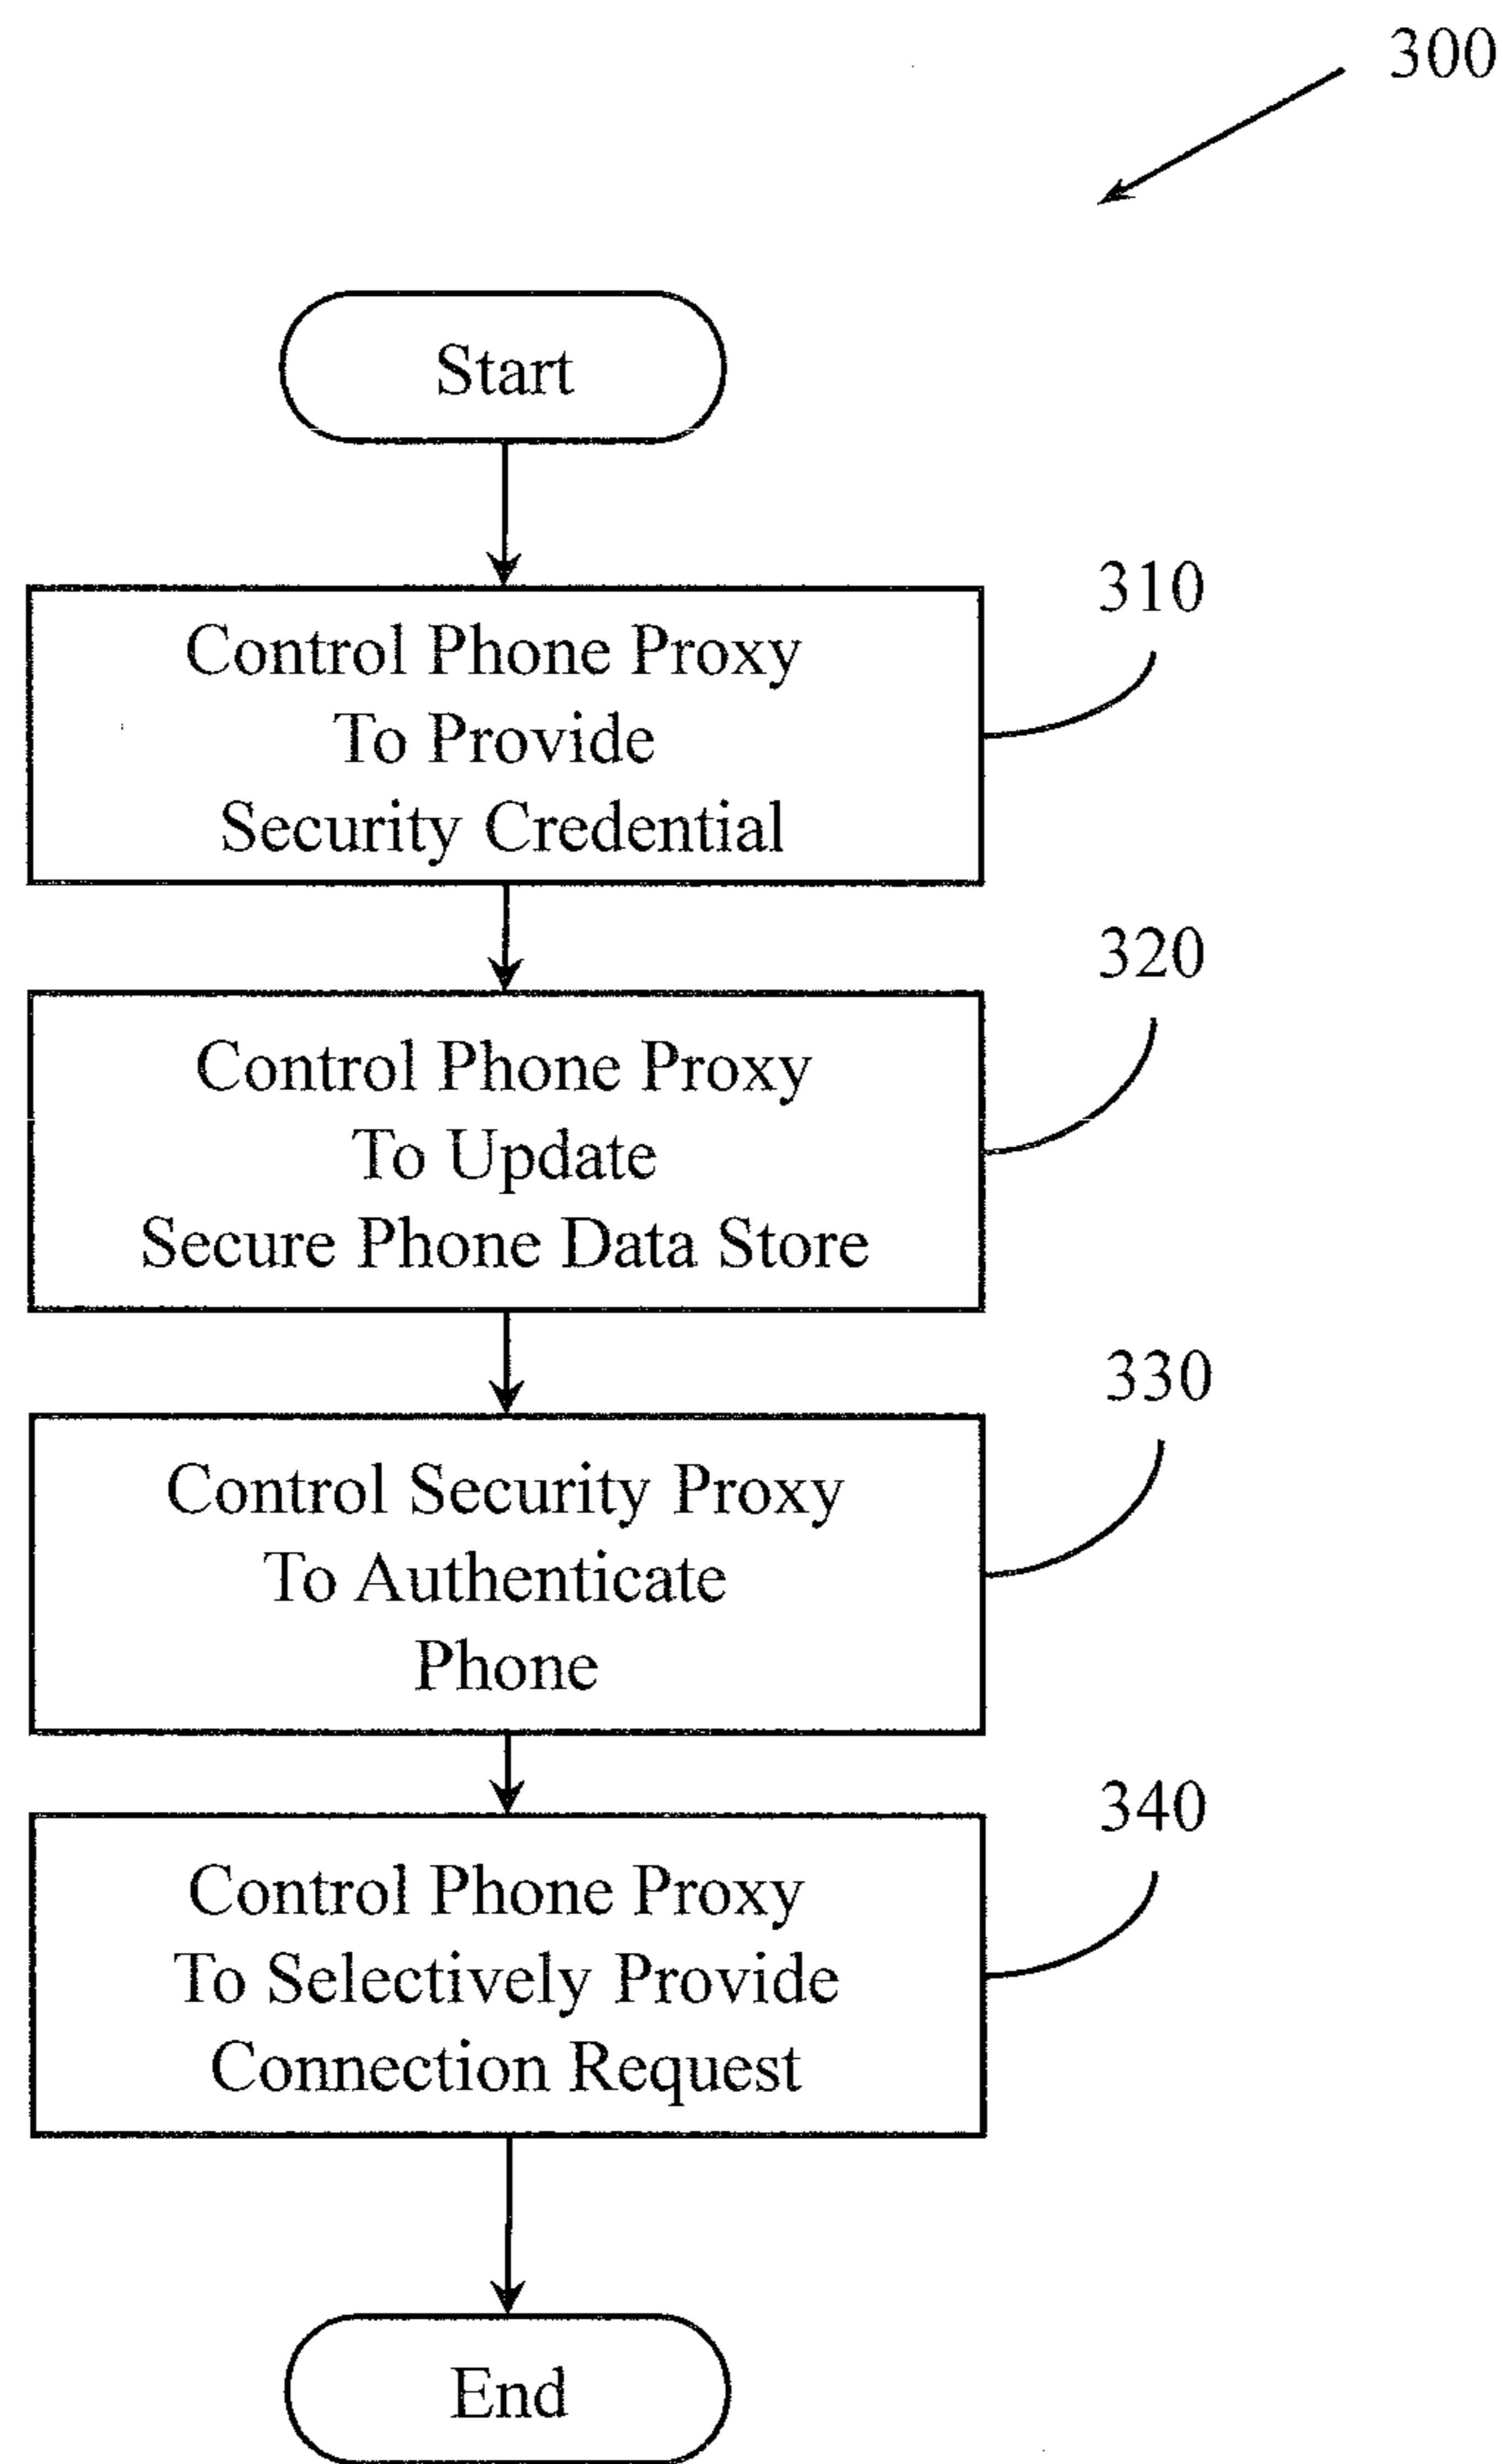 300
Start
310
Control Phone Proxy
To Provide
Security Credential
320
Control Phone Proxy
To Update
Secure Phone Data Store
330
Control Security Proxy
To Authenticate
Phone
340
Control Phone Proxy
To Selectively Provide
Connection Request
End